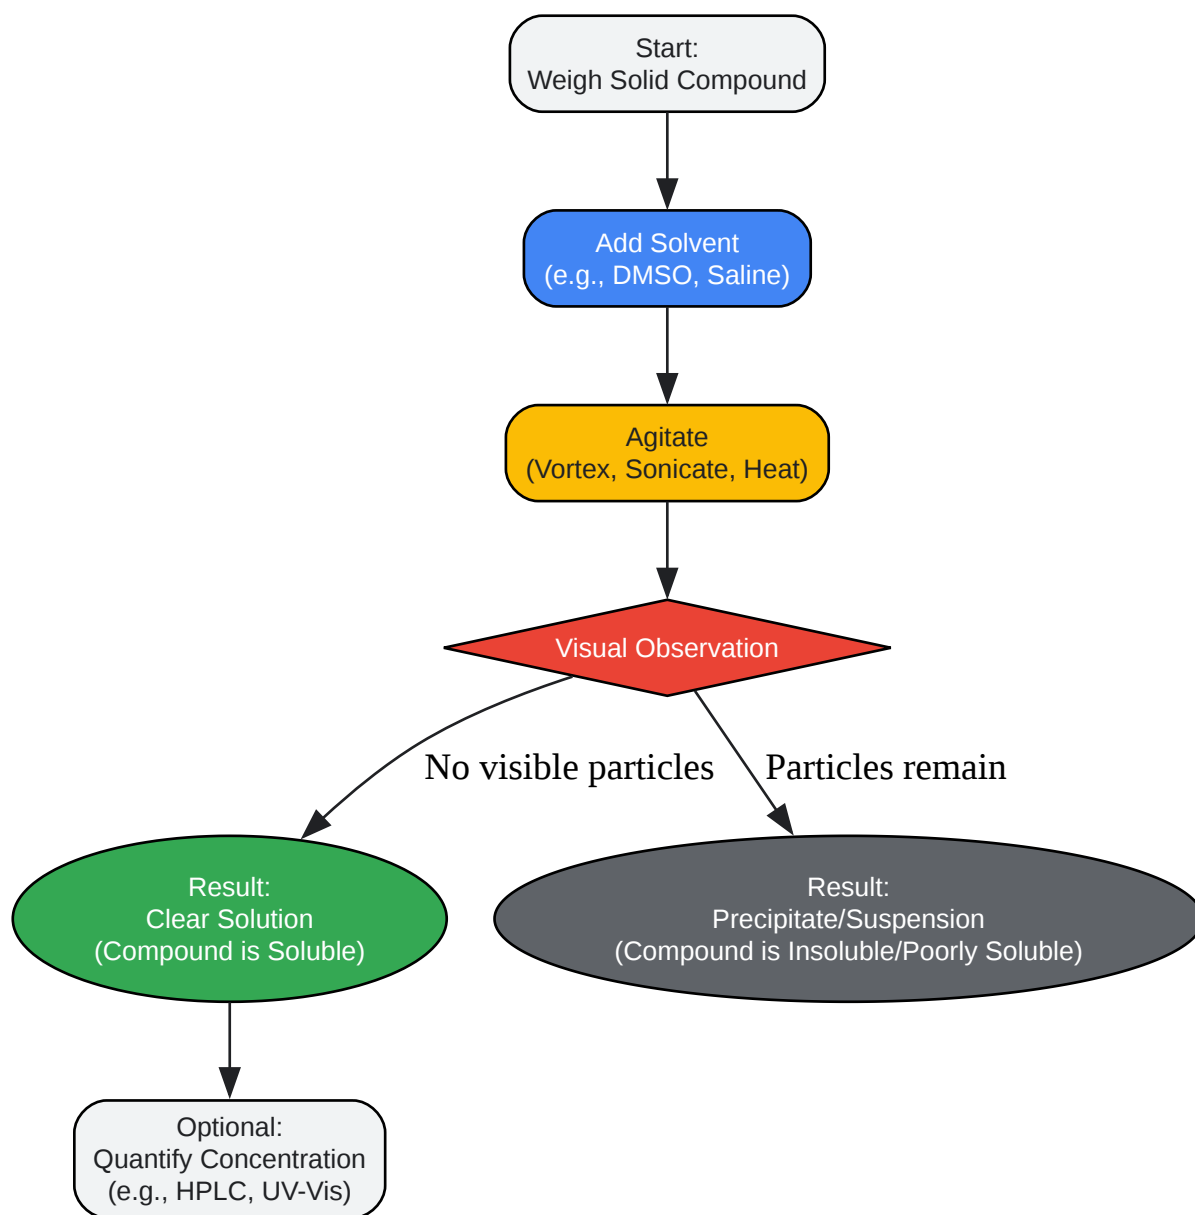 Start:
Weigh Solid Compound
Add Solvent
(e.g., DMSO, Saline)
Agitate
(Vortex, Sonicate, Heat)
Visual Observation
No visible particles
Particles remain
Result:
Clear Solution
(Compound is Soluble)
Result:
Precipitate/Suspension
(Compound is Insoluble/Poorly Soluble)
Optional:
Quantify Concentration
(e.g., HPLC, UV-Vis)